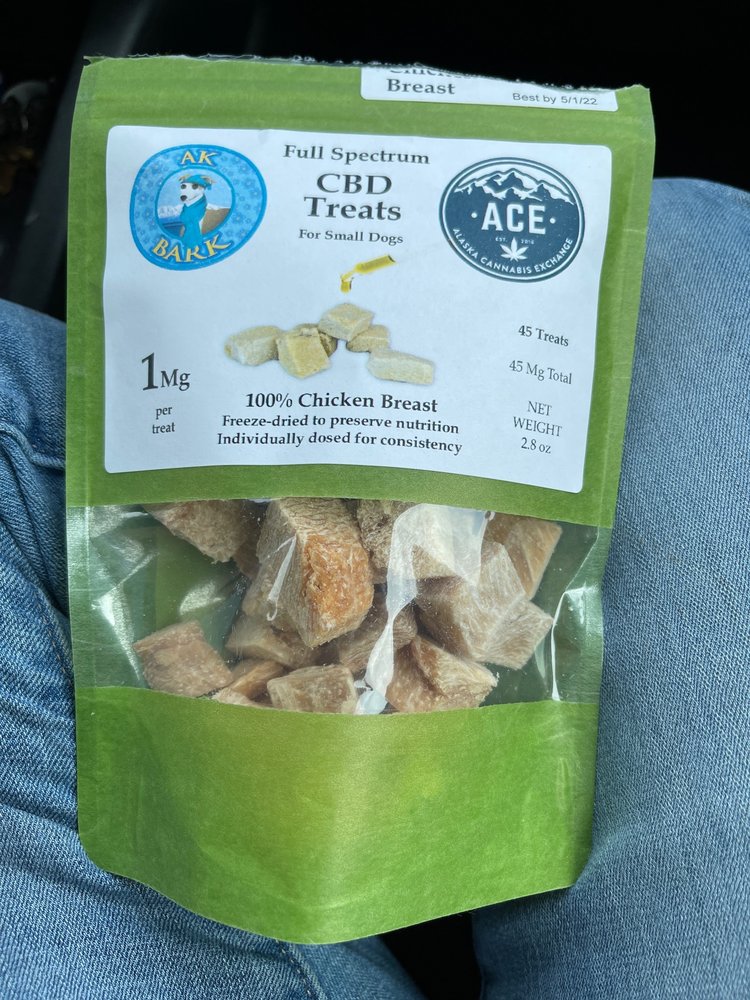 Breast
Best by 5/1/22
AK
BARK
Full Spectrum
CBD
Treats
For Small Dogs
ACE
EST. 2016
ALASKA CANNABIS EXCHANGE
1Mg
per
treat
45 Treats
45 Mg Total
NET
WEIGHT
2.8 oz
100% Chicken Breast
Freeze-dried to preserve nutrition
Individually dosed for consistency